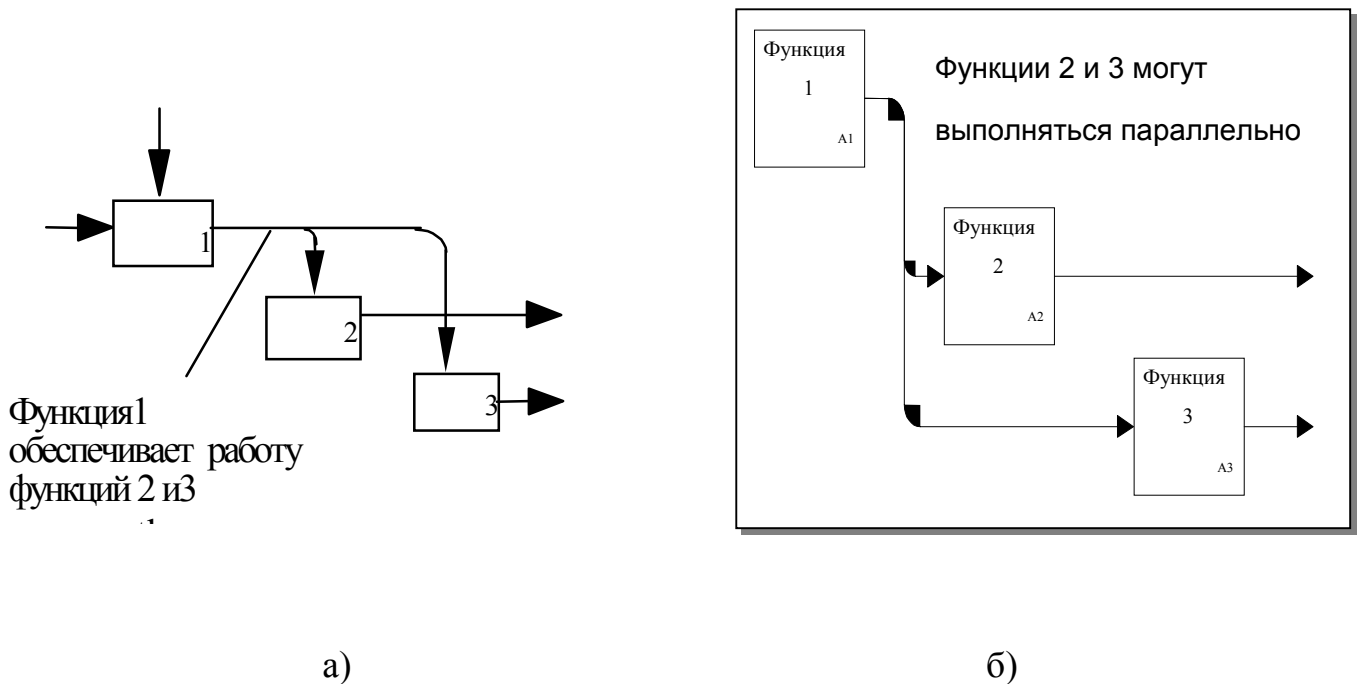 1
2
3
Функция1
обеспечивает работу
функций 2 и3
Функция
1
A1
Функции 2 и 3 могут
выполняться параллельно
Функция
2
A2
Функция
3
A3
а)
б)